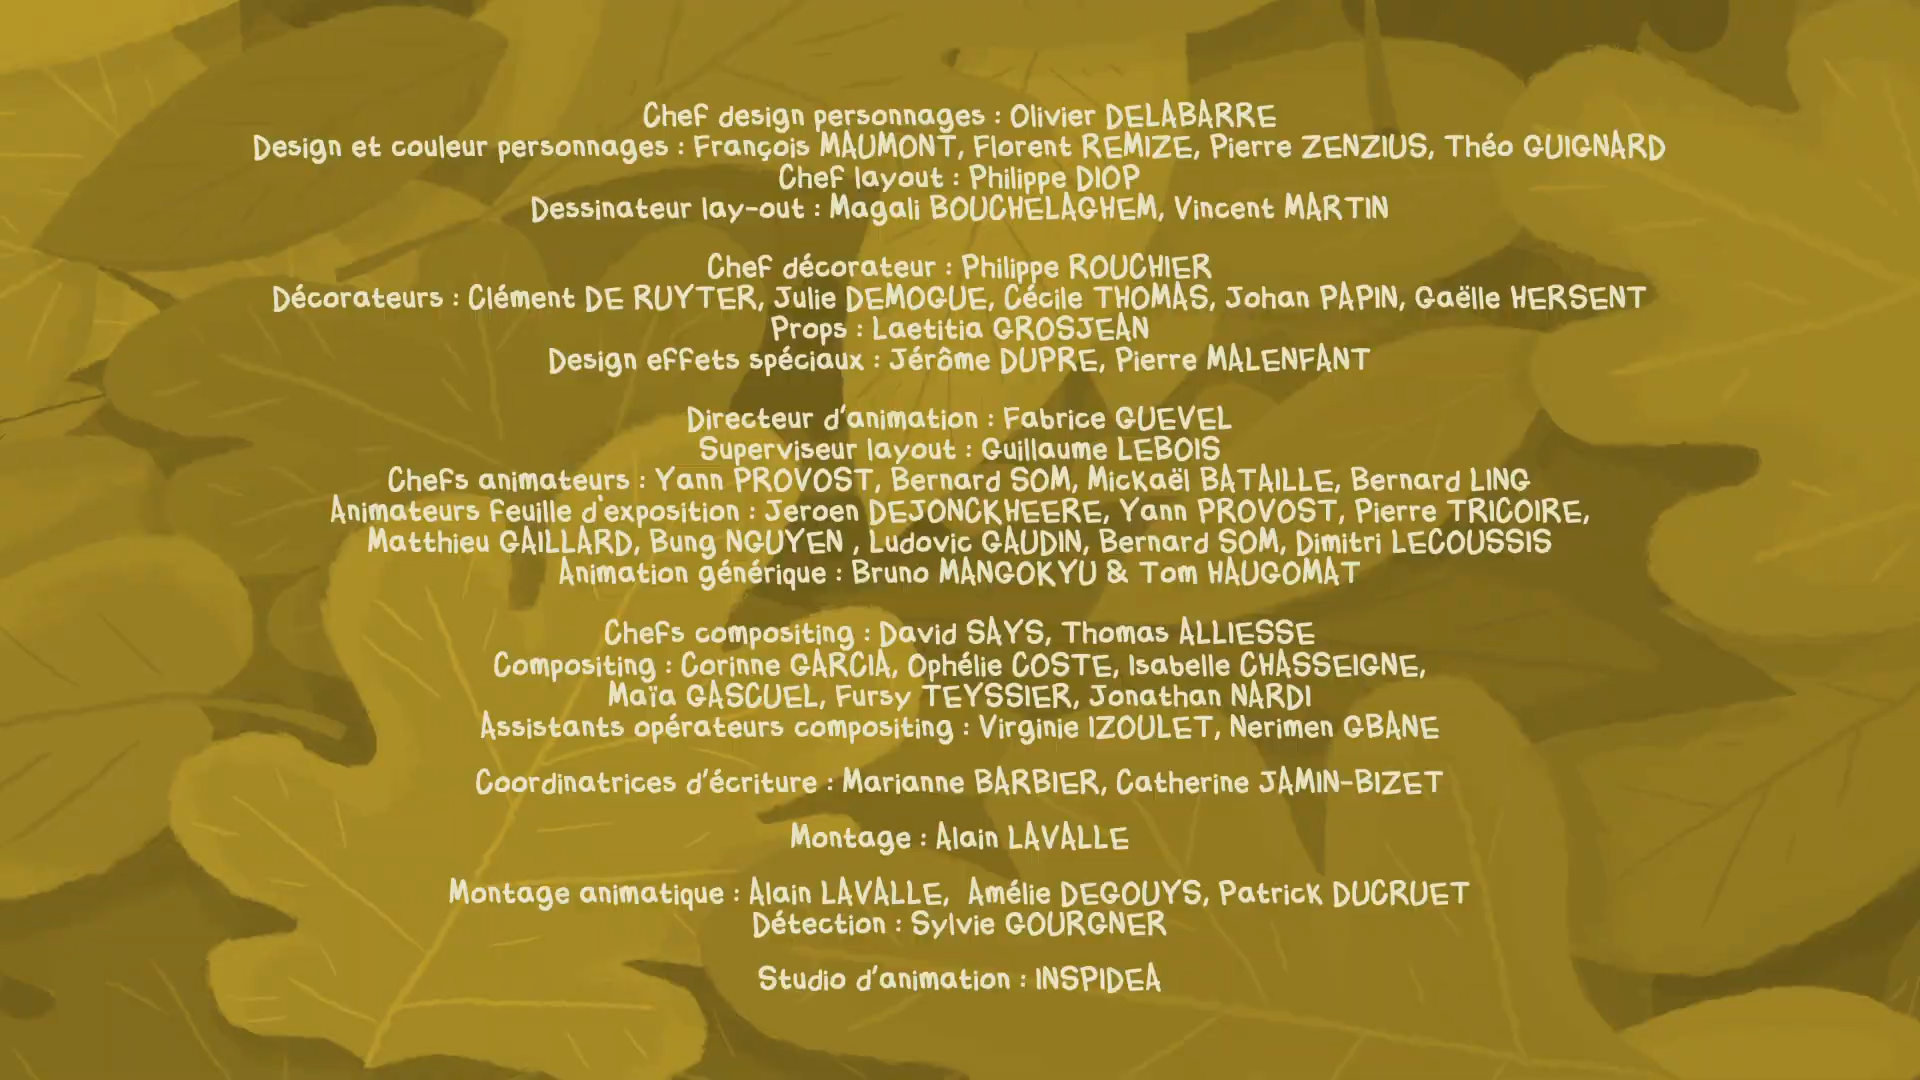 Chef design personnages : Olivier DELABARRE
Design et couleur personnages : François MAUMONT, Florent REMIZE, Pierre ZENZIUS, Théo GUIGNARD
Chef layout : Philippe DIOP
Dessinateur lay-out : Magali BOUCHELAGHEM, Vincent MARTIN
Chef décorateur : Philippe ROUCHIER
Décorateurs : Clément DE RUYTER, Julie DEMOGUE, Cécile THOMAS, Johan PAPIN, Gaëlle HERSENT
Props : Laetitia GROSJEAN
Design effets spéciaux : Jérôme DUPRE, Pierre MALENFANT
Directeur d'animation : Fabrice GUEVEL
Superviseur layout : Guillaume LEBOIS
Chefs animateurs : Yann PROVOST, Bernard SOM, Mickaël BATAILLE, Bernard LING
Animateurs feuille d'exposition : Jeroen DEJONCKHEERE, Yann PROVOST, Pierre TRICOIRE,
Matthieu GAILLARD, Bung NGUYEN , Ludovic GAUDIN, Bernard SOM, Dimitri LECOUSSIS
Animation générique : Bruno MANGOKYU & Tom HAUGOMAT
Chefs compositing : David SAYS, Thomas ALLIESSE
Compositing : Corinne GARCIA, Ophélie COSTE, Isabelle CHASSEIGNE,
Maïa GASCUEL, Fursy TEYSSIER, Jonathan NARDI
Assistants opérateurs compositing : Virginie IZOULET, Nerimen GBANE
Coordinatrices d'écriture : Marianne BARBIER, Catherine JAMIN-BIZET
Montage : Alain LAVALLE
Montage animatique : Alain LAVALLE, Amélie DEGOUYS, Patrick DUCRUET
Détection : Sylvie GOURGNER
Studio d'animation : INSPIDEA